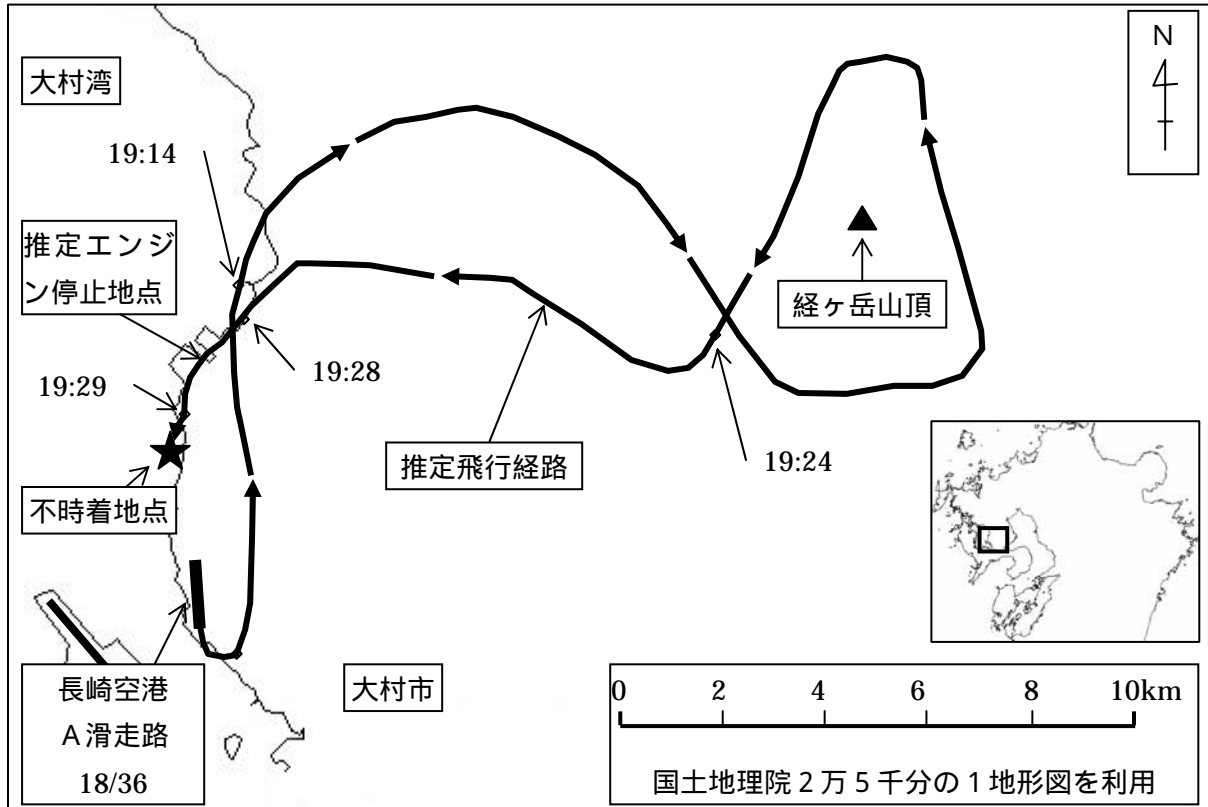 N
大村湾
19:14
推定エンジ
ン停止地点
経ヶ岳山頂
19:28
19:29
推定飛行経路
19:24
不時着地点
長崎空港
A滑走路
18/36
大村市
0 2 4 6 8 10km
国土地理院２万５千分の１地形図を利用